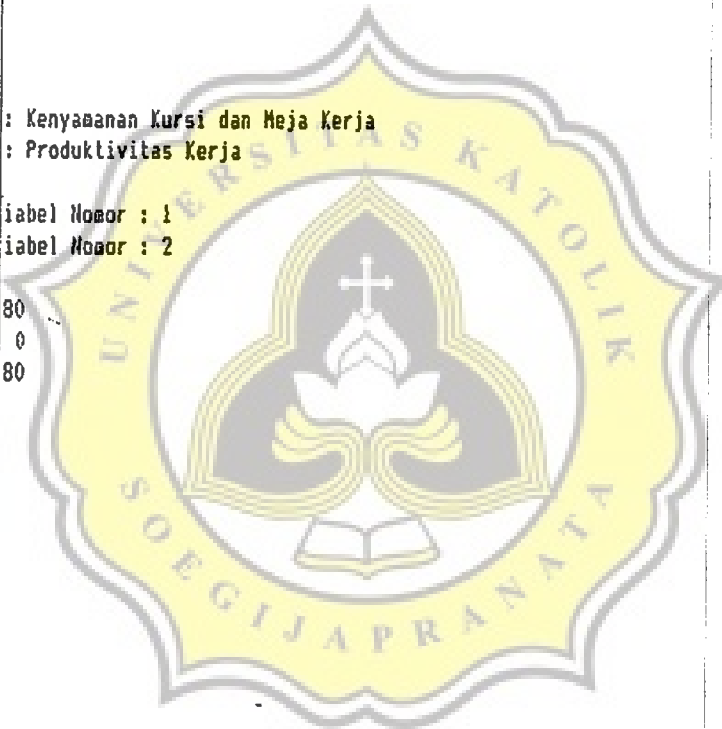 : Kenyamanan Kursi dan Meja Kerja
: Produktivitas Kerja
iabel Nomor : 1
iabel Nomor : 2
80
0
80
UNIVERSITAS KATOLIK
SOEGIJAPRANATA